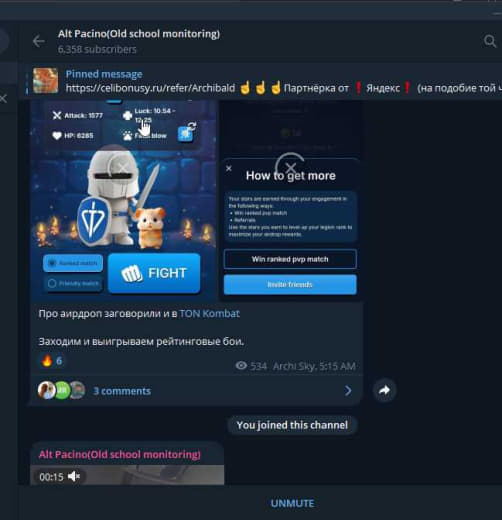 Alt Pacino(Old school monitoring)
6,358 subscribers
Pinned message
https://celibonusy.ru/refer/Archibald ☝☝☝Партнёрка от ❗Яндекс❗ (на подобие той ч
Attack: 1577
Luck: 10.54 -
12.25
HP: 6285
blow
How to get more
Your stars are earned through your engagement in
the following ways:
• Win ranked pvp match
• Referrals
Use the stars you earn to level up your legion rank to
maximize your airdrop rewards.
Ranked match
Friendly match
FIGHT
Win ranked pvp match
Invite friends
Про аирдроп заговорили и в TON Kombat
Заходим и выигрываем рейтинговые бои.
🔥 6
534 Archi Sky, 5:15 AM
3 comments
You joined this channel
Alt Pacino(Old school monitoring)
00:15
UNMUTE